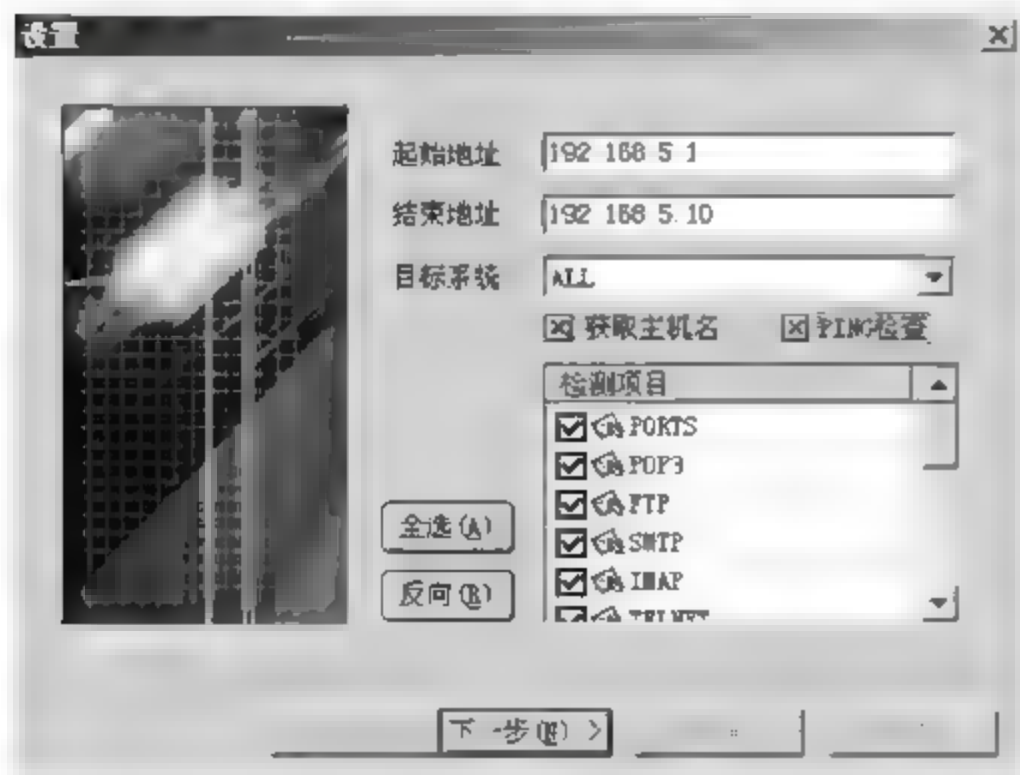 设置
起始地址 192 168 5 1
结束地址 192 168 5.10
目标系统 ALL
获取主机名 PING检查
检测项目
PORTS
POP3
FTP
SMTP
IMAP
TELNET
全选(A)
反向(R)
下一步(N) >